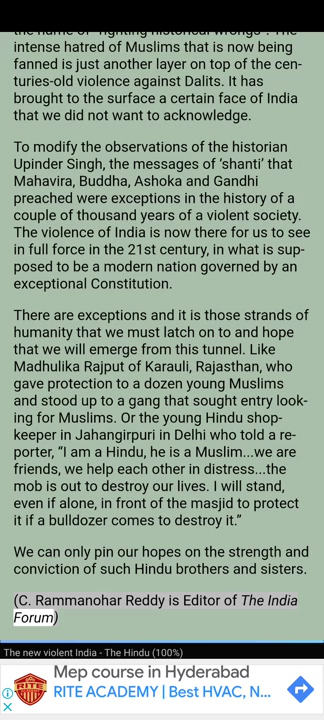 the name of “fighting historical wrongs”. The
intense hatred of Muslims that is now being
fanned is just another layer on top of the cen-
turies-old violence against Dalits. It has
brought to the surface a certain face of India
that we did not want to acknowledge.
To modify the observations of the historian
Upinder Singh, the messages of ‘shanti’ that
Mahavira, Buddha, Ashoka and Gandhi
preached were exceptions in the history of a
couple of thousand years of a violent society.
The violence of India is now there for us to see
in full force in the 21st century, in what is sup-
posed to be a modern nation governed by an
exceptional Constitution.
There are exceptions and it is those strands of
humanity that we must latch on to and hope
that we will emerge from this tunnel. Like
Madhulika Rajput of Karauli, Rajasthan, who
gave protection to a dozen young Muslims
and stood up to a gang that sought entry look-
ing for Muslims. Or the young Hindu shop-
keeper in Jahangirpuri in Delhi who told a re-
porter, “I am a Hindu, he is a Muslim...we are
friends, we help each other in distress...the
mob is out to destroy our lives. I will stand,
even if alone, in front of the masjid to protect
it if a bulldozer comes to destroy it.”
We can only pin our hopes on the strength and
conviction of such Hindu brothers and sisters.
(C. Rammanohar Reddy is Editor of The India
Forum)
The new violent India - The Hindu (100%)
RITE
Mep course in Hyderabad
RITE ACADEMY | Best HVAC, N...